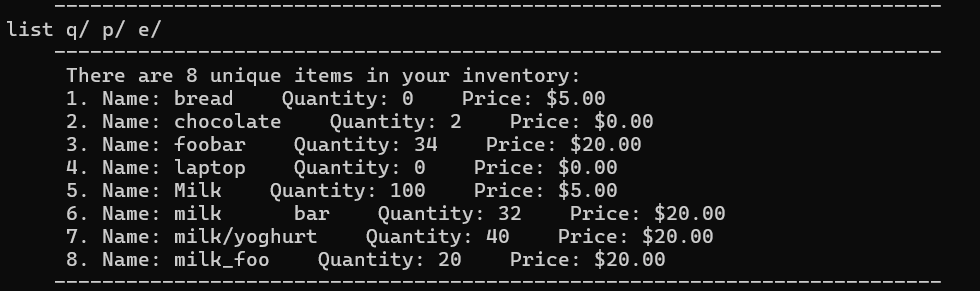 list q/ p/ e/
There are 8 unique items in your inventory:
1. Name: bread    Quantity: 0    Price: $5.00
2. Name: chocolate    Quantity: 2    Price: $0.00
3. Name: foobar    Quantity: 34    Price: $20.00
4. Name: laptop    Quantity: 0    Price: $0.00
5. Name: Milk    Quantity: 100    Price: $5.00
6. Name: milk      bar    Quantity: 32    Price: $20.00
7. Name: milk/yoghurt    Quantity: 40    Price: $20.00
8. Name: milk_foo    Quantity: 20    Price: $20.00